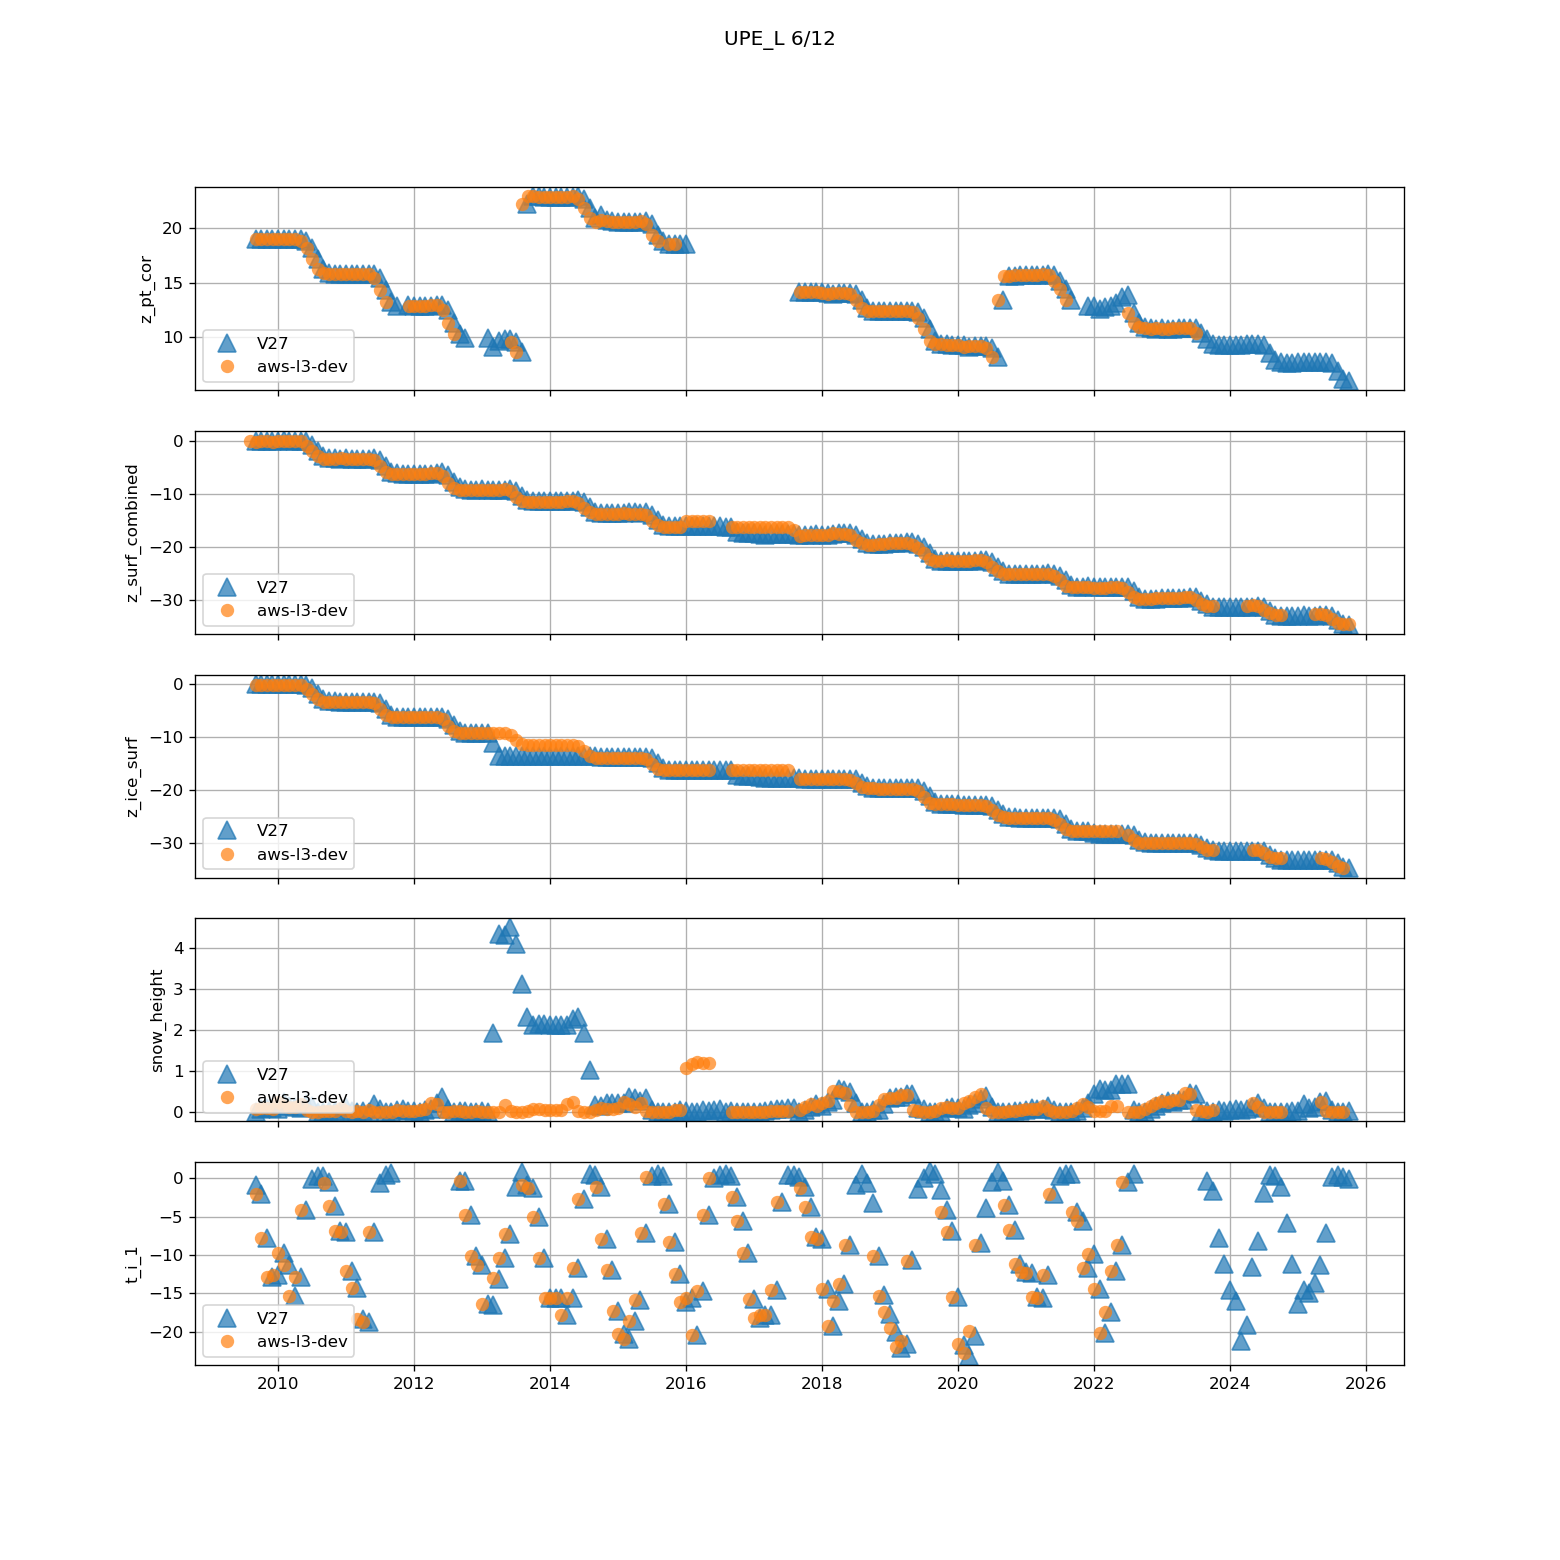 UPE_L 6/12
z_pt_cor
20
15
10
V27
aws-l3-dev
z_surf_combined
0
−10
−20
−30
V27
aws-l3-dev
z_ice_surf
0
−10
−20
−30
V27
aws-l3-dev
snow_height
4
3
2
1
0
V27
aws-l3-dev
t_i_1
0
−5
−10
−15
−20
V27
aws-l3-dev
2010 2012 2014 2016 2018 2020 2022 2024 2026